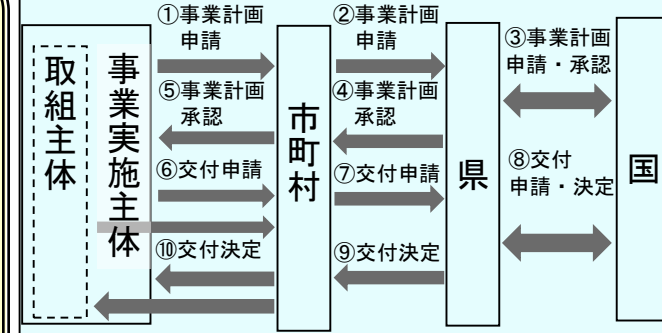 取組主体
事業実施主体
①事業計画
申請
⑤事業計画
承認
⑥交付申請
⑩交付決定
市町村
②事業計画
申請
④事業計画
承認
⑦交付申請
⑨交付決定
県
③事業計画
申請・承認
⑧交付
申請・決定
国